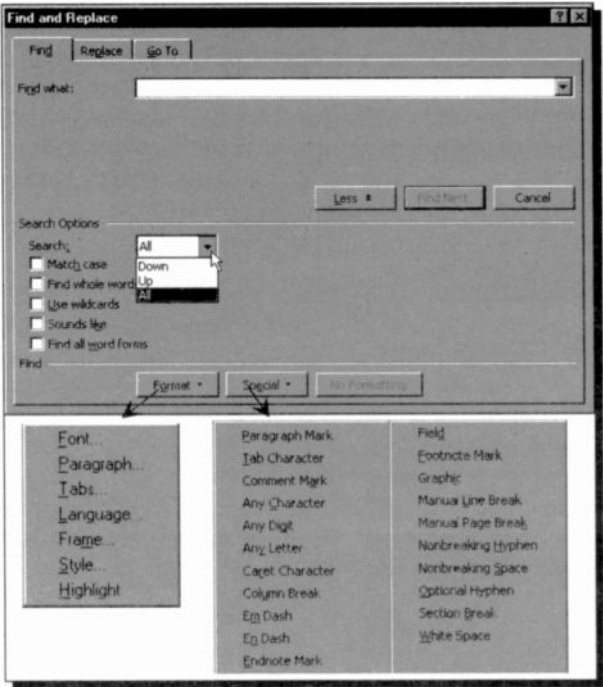 Find and Replace
Find Replace Go To
Find what:
Less Find Next Cancel
Search Options
Search: All
Match case
Down
Find whole word
Up
All
Use wildcards
Sounds like
Find all word forms
Find
Format Special No Formatting
Font...
Paragraph...
Tabs...
Language...
Frame...
Style...
Highlight
Paragraph Mark
Tab Character
Comment Mark
Any Character
Any Digit
Any Letter
Caret Character
Column Break
Em Dash
En Dash
Endnote Mark
Field
Footnote Mark
Graphic
Manual Line Break
Manual Page Break
Nonbreaking Hyphen
Nonbreaking Space
Optional Hyphen
Section Break
White Space